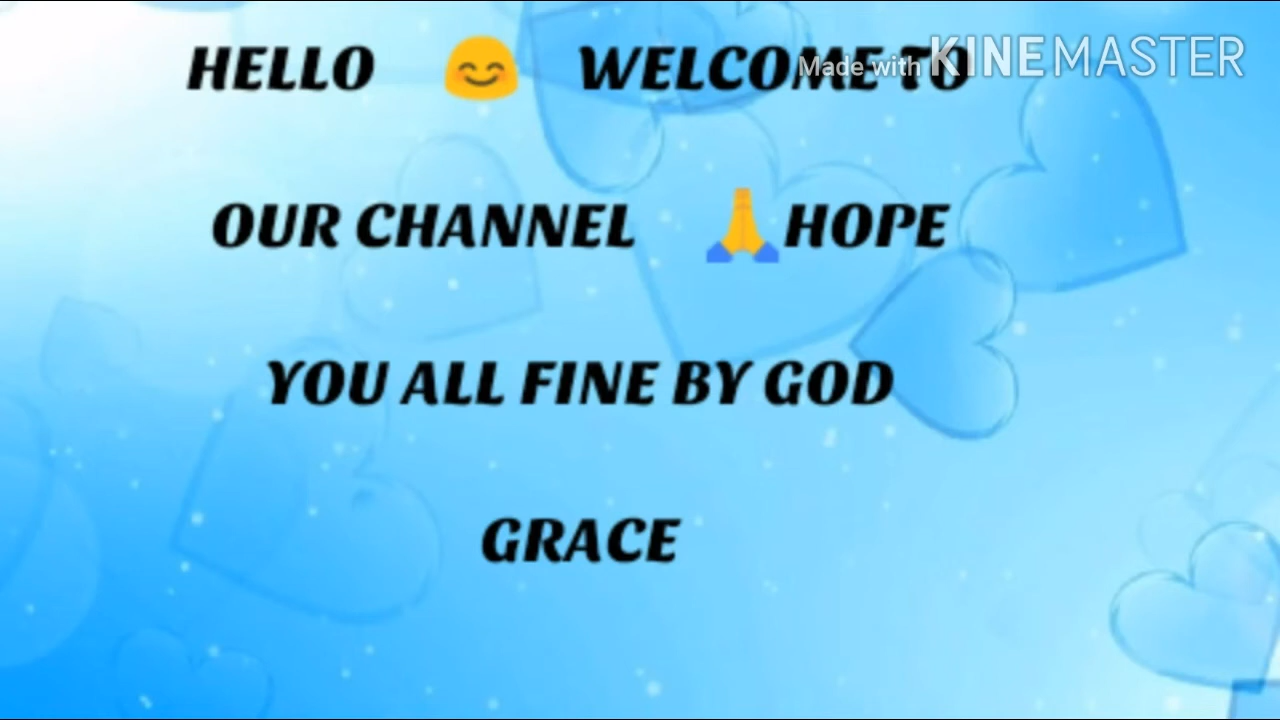 HELLO 😊 WELCOME TO
Made with KINEMASTER
OUR CHANNEL 🙏HOPE
YOU ALL FINE BY GOD
GRACE